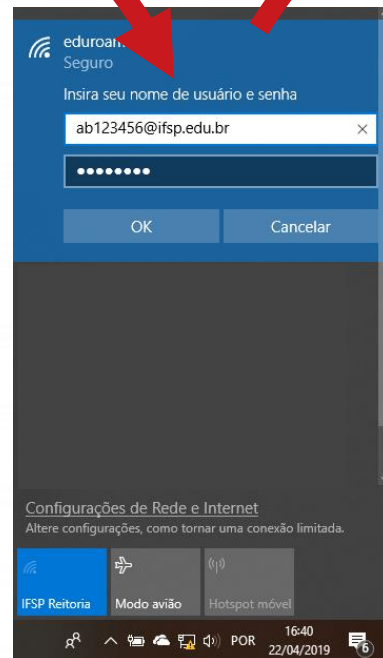 Seguro
Insira seu nome de usuário e senha
ab123456@ifsp.edu.br
OK Cancelar
Configurações de Rede e Internet
Altere configurações, como tornar uma conexão limitada.
IFSP Reitoria Modo avião Hotspot móvel
POR 16:40
22/04/2019
6